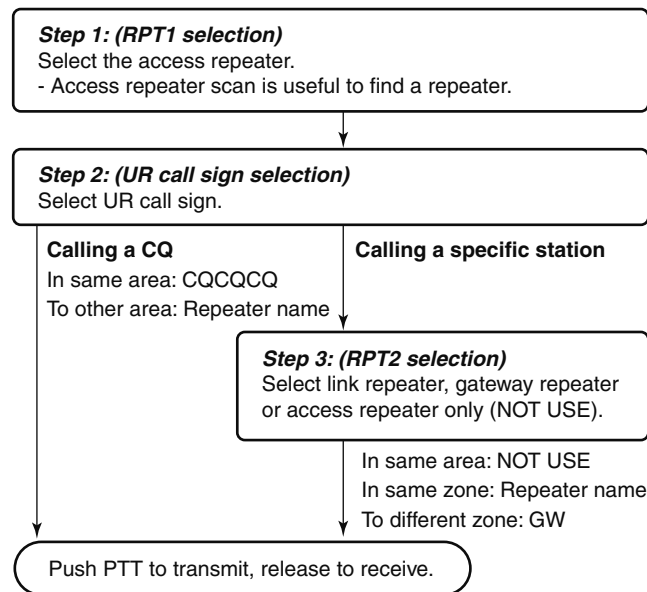 Step 1: (RPT1 selection)
Select the access repeater.
- Access repeater scan is useful to find a repeater.
Step 2: (UR call sign selection)
Select UR call sign.
Calling a CQ
In same area: CQCQCQ
To other area: Repeater name
Calling a specific station
Step 3: (RPT2 selection)
Select link repeater, gateway repeater
or access repeater only (NOT USE).
In same area: NOT USE
In same zone: Repeater name
To different zone: GW
Push PTT to transmit, release to receive.